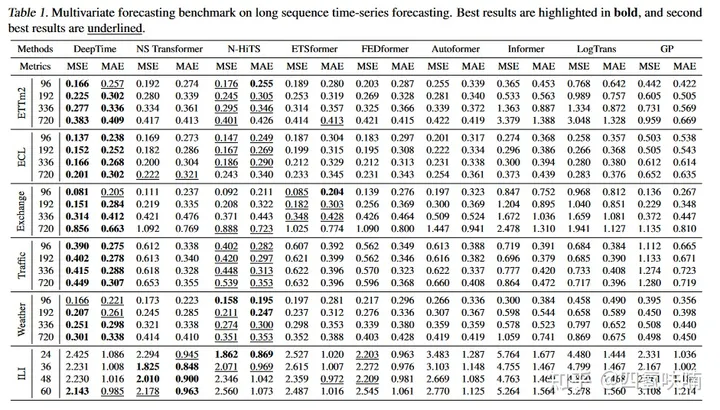 Table 1. Multivariate forecasting benchmark on long sequence time-series forecasting. Best results are highlighted in bold, and second
best results are underlined.
Methods DeepTime NS Transformer N-HiTS ETSformer FEDformer Autoformer Informer LogTrans GP
Metrics MSE MAE MSE MAE MSE MAE MSE MAE MSE MAE MSE MAE MSE MAE MSE MAE MSE MAE
ETTm2
96 0.166 0.257 0.192 0.274 0.176 0.255 0.189 0.280 0.203 0.287 0.255 0.339 0.365 0.453 0.768 0.642 0.442 0.422
192 0.225 0.302 0.280 0.339 0.245 0.305 0.253 0.319 0.269 0.328 0.281 0.340 0.533 0.563 0.989 0.757 0.605 0.505
336 0.277 0.336 0.334 0.361 0.295 0.346 0.314 0.357 0.325 0.366 0.339 0.372 1.363 0.887 1.334 0.872 0.731 0.569
720 0.383 0.409 0.417 0.413 0.401 0.426 0.414 0.413 0.421 0.415 0.422 0.419 3.379 1.388 3.048 1.328 0.959 0.669
ECL
96 0.137 0.238 0.169 0.273 0.147 0.249 0.187 0.304 0.183 0.297 0.201 0.317 0.274 0.368 0.258 0.357 0.503 0.538
192 0.152 0.252 0.182 0.286 0.167 0.269 0.199 0.315 0.195 0.308 0.222 0.334 0.296 0.386 0.266 0.368 0.505 0.543
336 0.166 0.268 0.200 0.304 0.186 0.290 0.212 0.329 0.212 0.313 0.231 0.338 0.300 0.394 0.280 0.380 0.612 0.614
720 0.201 0.302 0.222 0.321 0.243 0.340 0.233 0.345 0.231 0.343 0.254 0.361 0.373 0.439 0.283 0.376 0.652 0.635
Exchange
96 0.081 0.205 0.111 0.237 0.092 0.211 0.085 0.204 0.139 0.276 0.197 0.323 0.847 0.752 0.968 0.812 0.136 0.267
192 0.151 0.284 0.219 0.335 0.208 0.322 0.182 0.303 0.256 0.369 0.300 0.369 1.204 0.895 1.040 0.851 0.229 0.348
336 0.314 0.412 0.421 0.476 0.371 0.443 0.348 0.428 0.426 0.464 0.509 0.524 1.672 1.036 1.659 1.081 0.372 0.447
720 0.856 0.663 1.092 0.769 0.888 0.723 1.025 0.774 1.090 0.800 1.447 0.941 2.478 1.310 1.941 1.127 1.135 0.810
Traffic
96 0.390 0.275 0.612 0.338 0.402 0.282 0.607 0.392 0.562 0.349 0.613 0.388 0.719 0.391 0.684 0.384 1.112 0.665
192 0.402 0.278 0.613 0.340 0.420 0.297 0.621 0.399 0.562 0.346 0.616 0.382 0.696 0.379 0.685 0.390 1.133 0.671
336 0.415 0.288 0.618 0.328 0.448 0.313 0.622 0.396 0.570 0.323 0.622 0.337 0.777 0.420 0.733 0.408 1.274 0.723
720 0.449 0.307 0.653 0.355 0.539 0.353 0.632 0.396 0.596 0.368 0.660 0.408 0.864 0.472 0.717 0.396 1.280 0.719
Weather
96 0.166 0.221 0.173 0.223 0.158 0.195 0.197 0.281 0.217 0.296 0.266 0.336 0.300 0.384 0.458 0.490 0.395 0.356
192 0.207 0.261 0.245 0.285 0.211 0.247 0.237 0.312 0.276 0.336 0.307 0.367 0.598 0.544 0.658 0.589 0.450 0.398
336 0.251 0.298 0.321 0.338 0.274 0.300 0.298 0.353 0.339 0.380 0.359 0.359 0.578 0.523 0.797 0.652 0.508 0.440
720 0.301 0.338 0.414 0.410 0.351 0.353 0.352 0.388 0.403 0.428 0.419 0.419 1.059 0.741 0.869 0.675 0.498 0.450
ILI
24 2.425 1.086 2.294 0.945 1.862 0.869 2.527 1.020 2.203 0.963 3.483 1.287 5.764 1.677 4.480 1.444 2.331 1.036
36 2.231 1.008 1.825 0.848 2.071 0.969 2.615 1.007 2.272 0.976 3.103 1.148 4.755 1.467 4.799 1.467 2.167 1.002
48 2.230 1.016 2.010 0.900 2.346 1.042 2.359 0.972 2.209 0.981 2.669 1.085 4.763
60 2.143 0.985 2.178 0.963 2.560 1.073 2.487 1.016 2.545 1.061 2.770 1.125 5.264 1.564 5.278 1.560 3.108 1.214